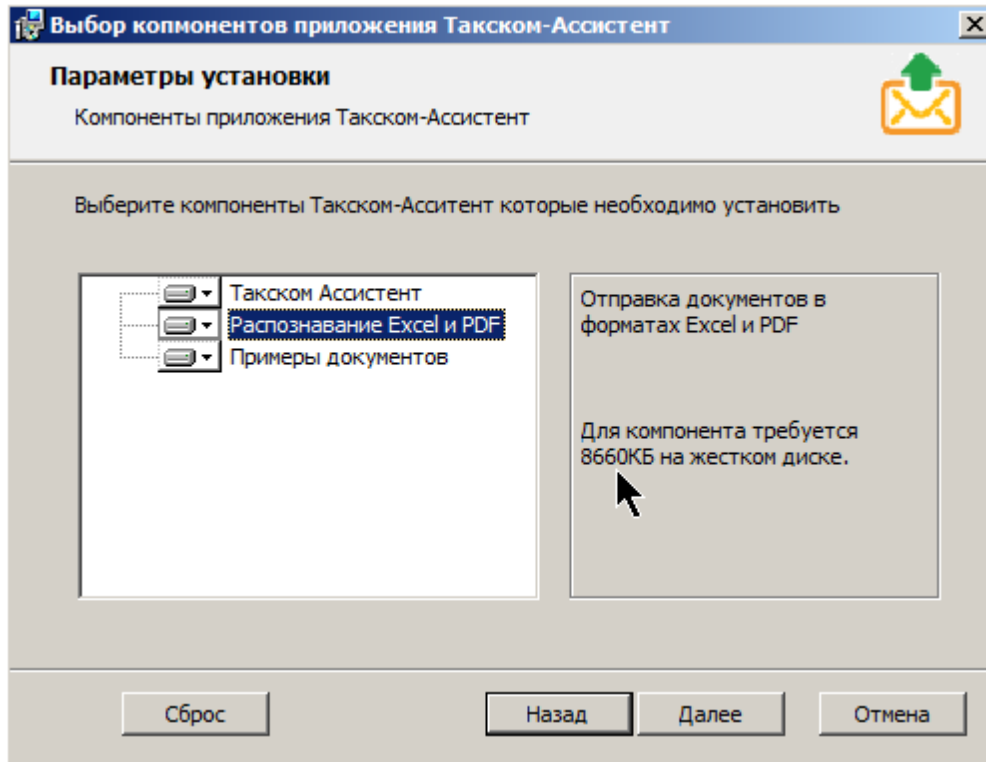 Выбор копмонентов приложения Такском-Ассистент
Параметры установки
Компоненты приложения Такском-Ассистент
Выберите компоненты Такском-Асситент которые необходимо установить
Такском Ассистент
Распознавание Excel и PDF
Примеры документов
Отправка документов в
форматах Excel и PDF
Для компонента требуется
8660КБ на жестком диске.
Сброс
Назад
Далее
Отмена